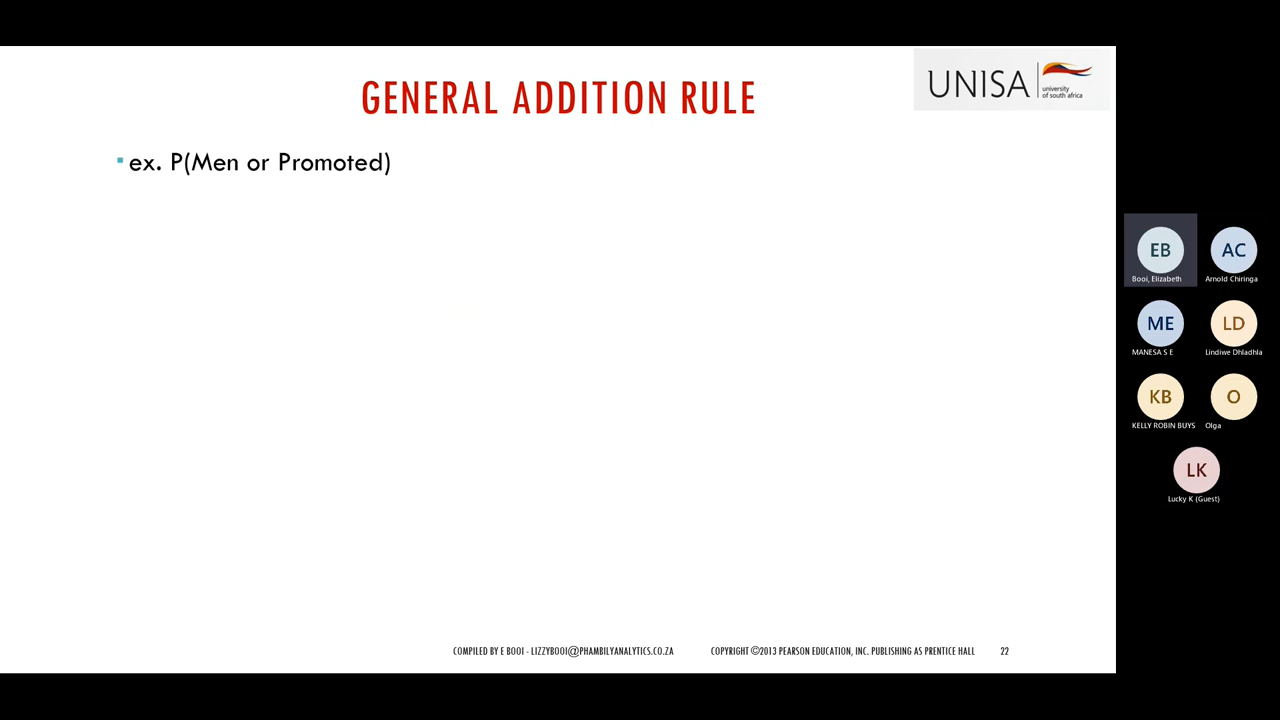 GENERAL ADDITION RULE
UNISA
university
of south africa
ex. P(Men or Promoted)
EB
Booi, Elizabeth
AC
Arnold Chiringa
ME
MANESA S E
LD
Lindiwe Dhladhla
KB
KELLY ROBIN BUYS
O
Olga
LK
Lucky K (Guest)
COMPILED BY E BOOI - LIZZYBOOI@PHAMBILYANALYTICS.CO.ZA
COPYRIGHT ©2013 PEARSON EDUCATION, INC. PUBLISHING AS PRENTICE HALL
22